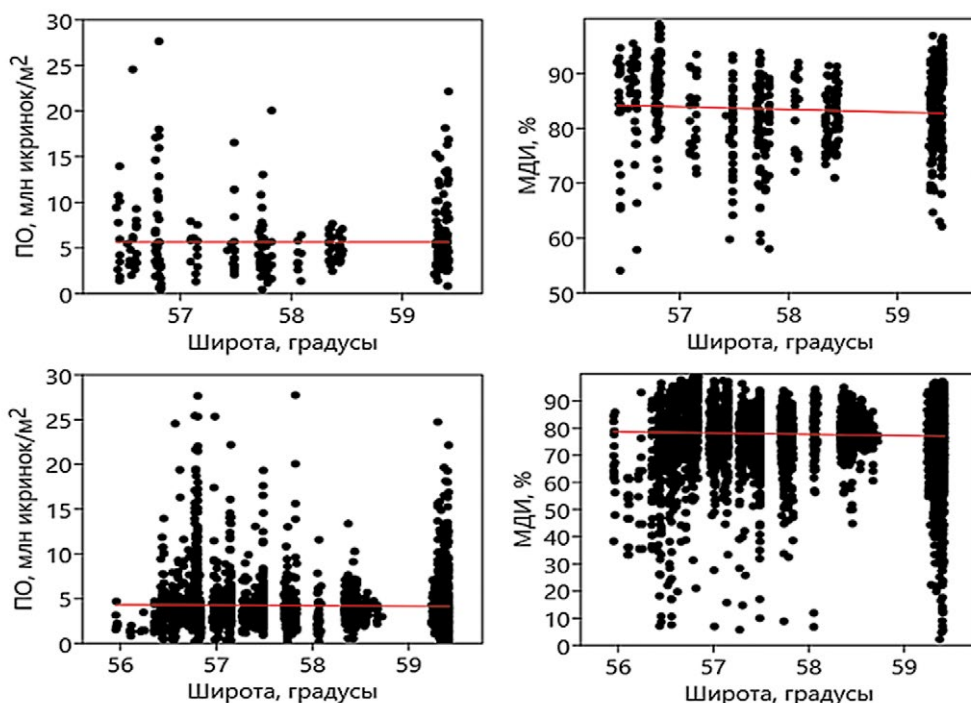 ПО, млн икринок/м²
30
25
20
15
10
5
0
57 58 59
Широта, градусы
МДИ, %
90
80
70
60
50
57 58 59
Широта, градусы
ПО, млн икринок/м²
30
25
20
15
10
5
0
56 57 58 59
Широта, градусы
МДИ, %
90
80
70
60
50
40
30
20
10
0
56 57 58 59
Широта, градусы